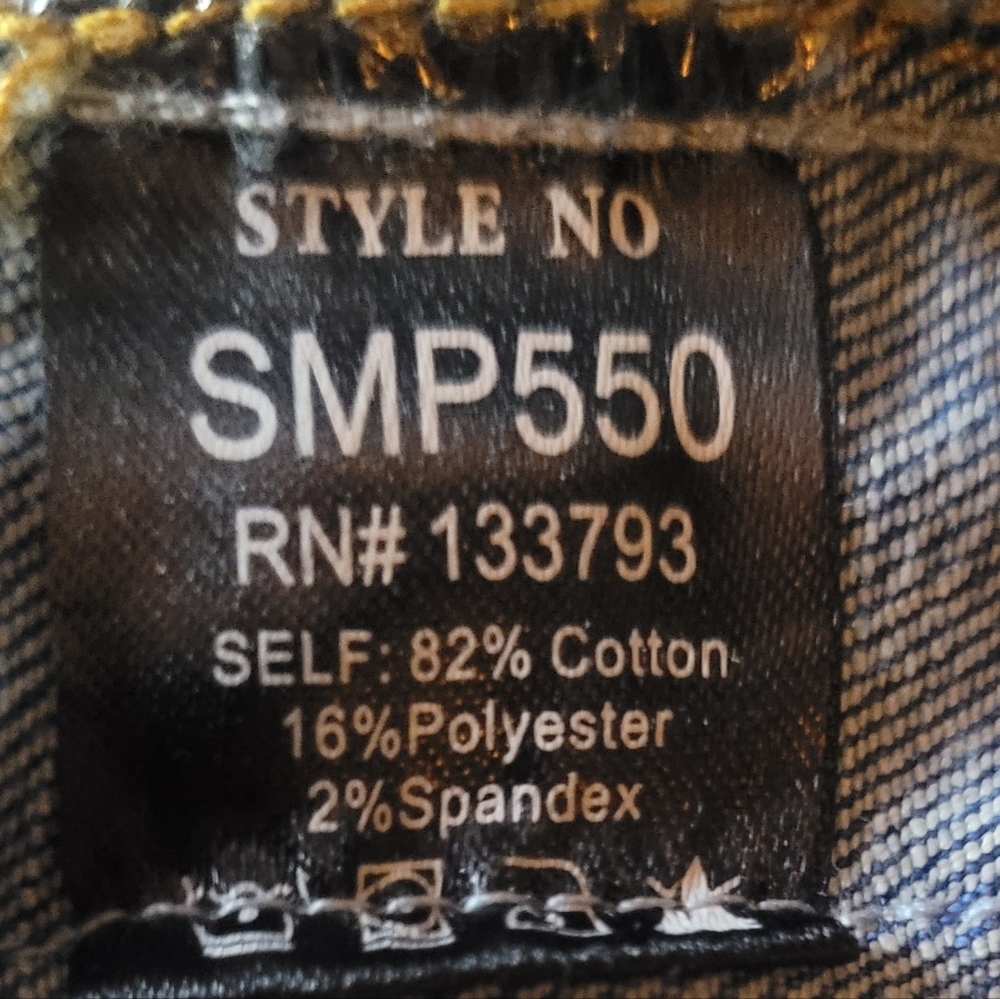 STYLE NO
SMP550
RN# 133793
SELF: 82% Cotton
16%Polyester
2%Spandex